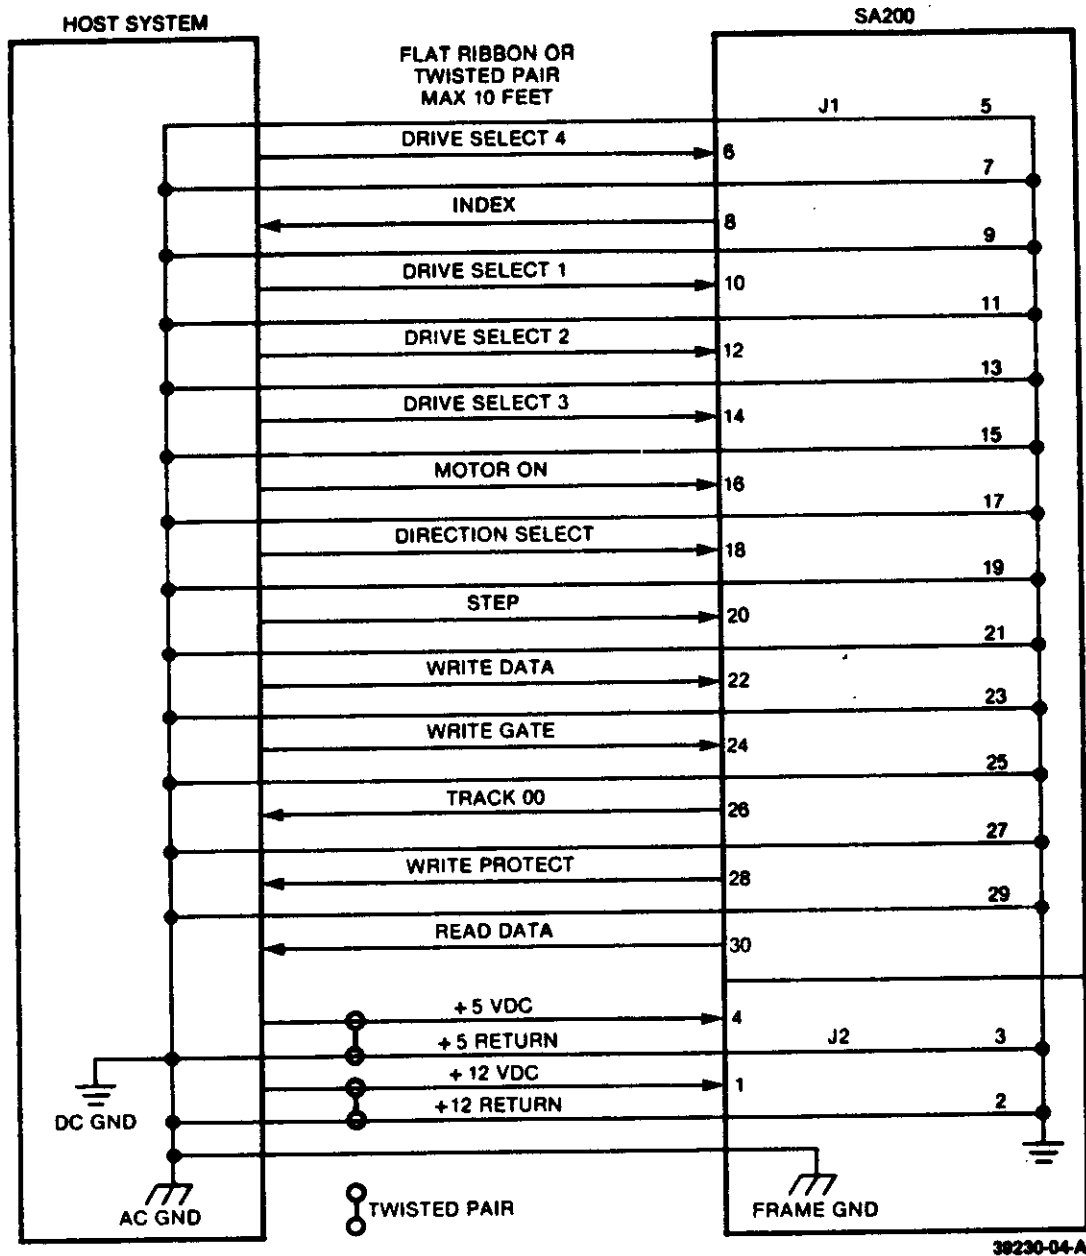 HOST SYSTEM
SA200
FLAT RIBBON OR
TWISTED PAIR
MAX 10 FEET
J1 5
DRIVE SELECT 4
6
7
INDEX
8
9
DRIVE SELECT 1
10
11
DRIVE SELECT 2
12
13
DRIVE SELECT 3
14
15
MOTOR ON
16
17
DIRECTION SELECT
18
19
STEP
20
21
WRITE DATA
22
23
WRITE GATE
24
25
TRACK 00
26
27
WRITE PROTECT
28
29
READ DATA
30
+5 VDC
4
+5 RETURN
J2 3
+12 VDC
1
+12 RETURN
2
DC GND
AC GND
TWISTED PAIR
FRAME GND
39230-04-A